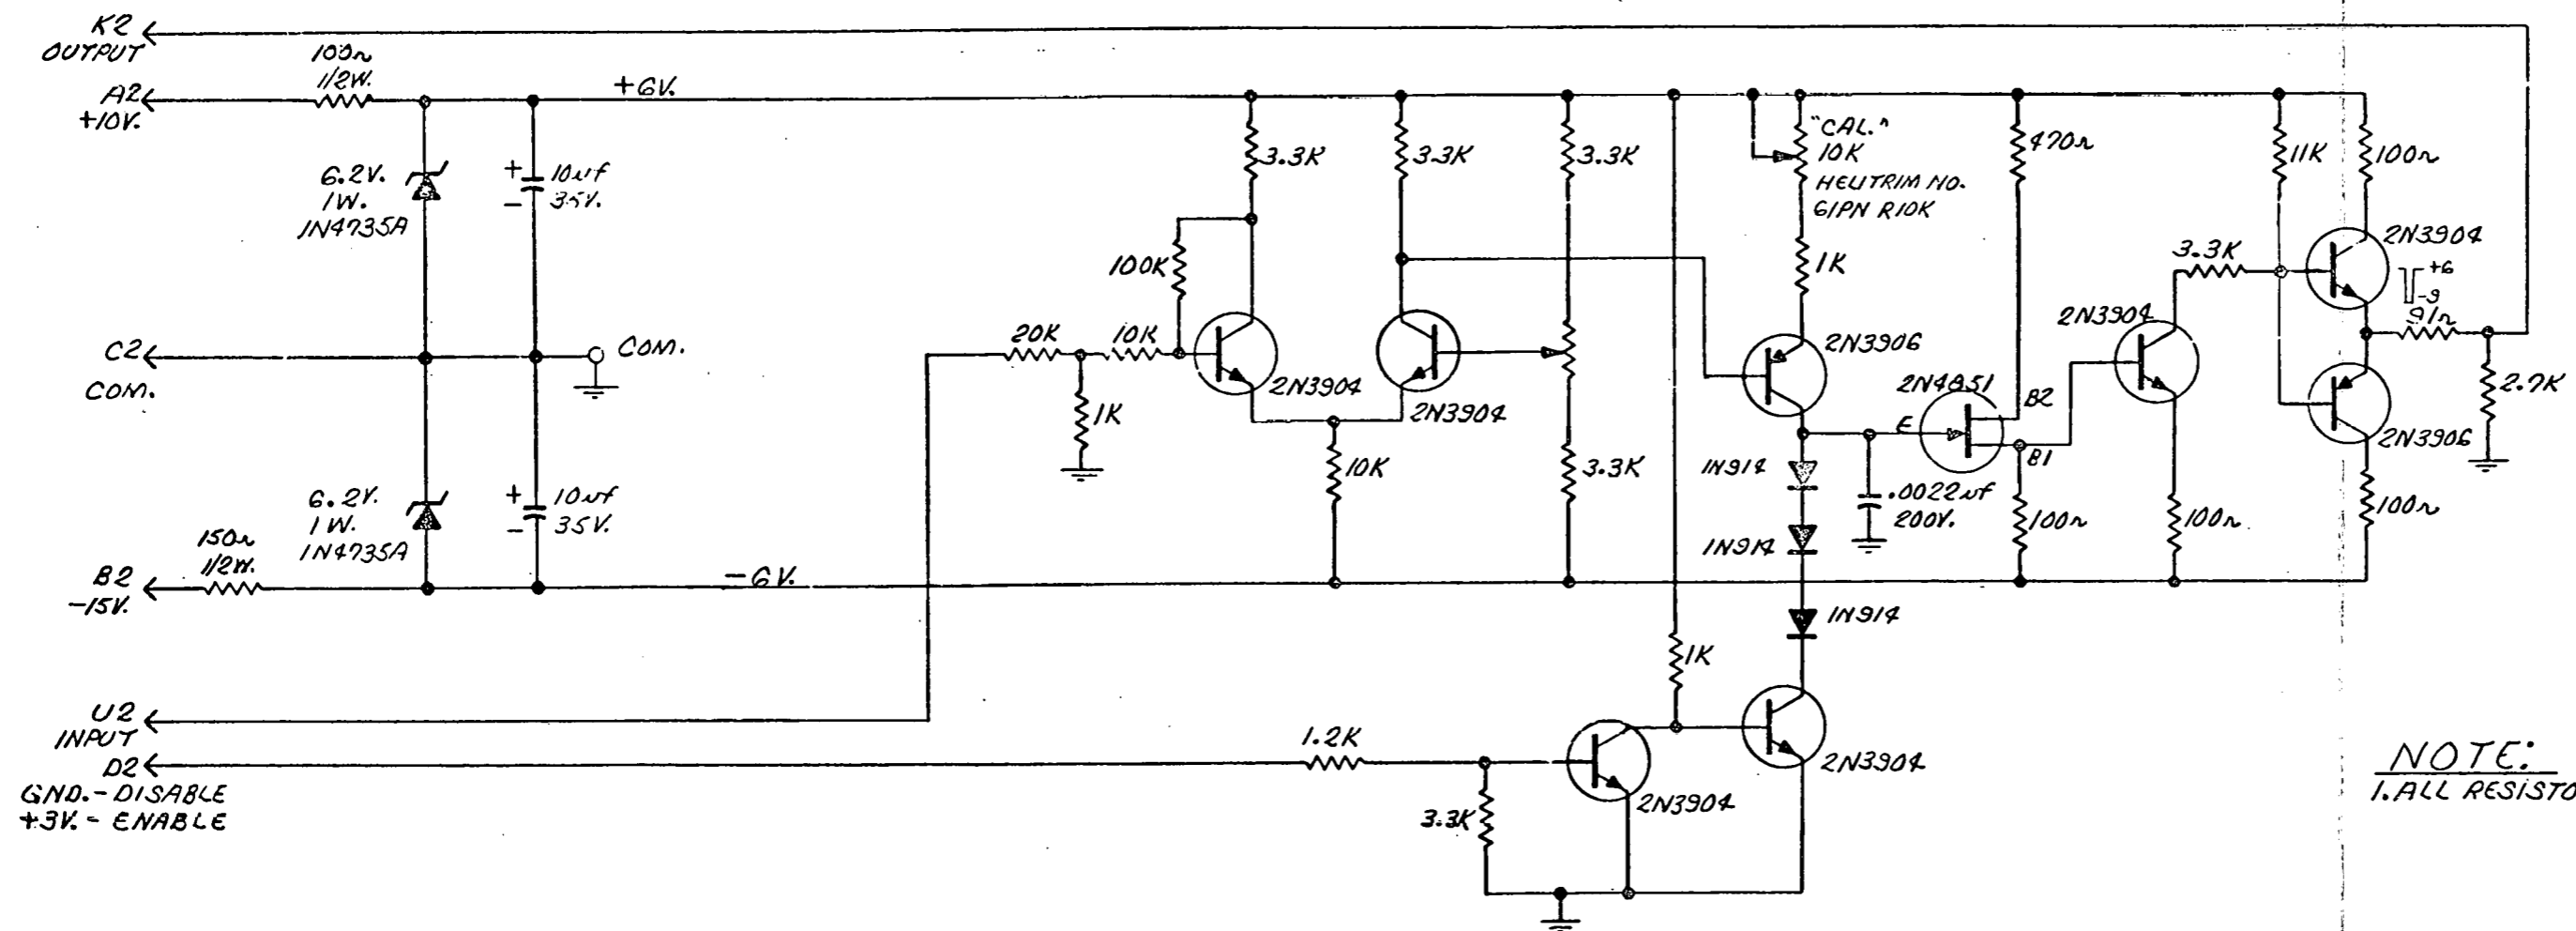 K2
OUTPUT
100Ω
1/2W.
A2
+10V.
+6V.
6.2V.
1W.
1N4735A
+
10uf
35V.
-
3.3K
3.3K
3.3K
"CAL."
10K
HELITRIM NO.
61PN R10K
470Ω
11K
100Ω
100K
1K
3.3K
2N3904
+6
-9
91Ω
C2
COM.
COM.
20K
10K
1K
2N3904
2N3904
2N3906
2N4851
E
B2
B1
2N3904
2.7K
2N3906
6.2V.
1W.
1N4735A
+
10uf
35V.
-
150Ω
1/2W.
B2
-15V.
-6V.
10K
3.3K
1N914
1N914
.0022uf
200V.
100Ω
100Ω
100Ω
1N914
1K
U2
INPUT
D2
GND.- DISABLE
+3V.- ENABLE
1.2K
3.3K
2N3904
2N3904
NOTE:
1. ALL RESISTO